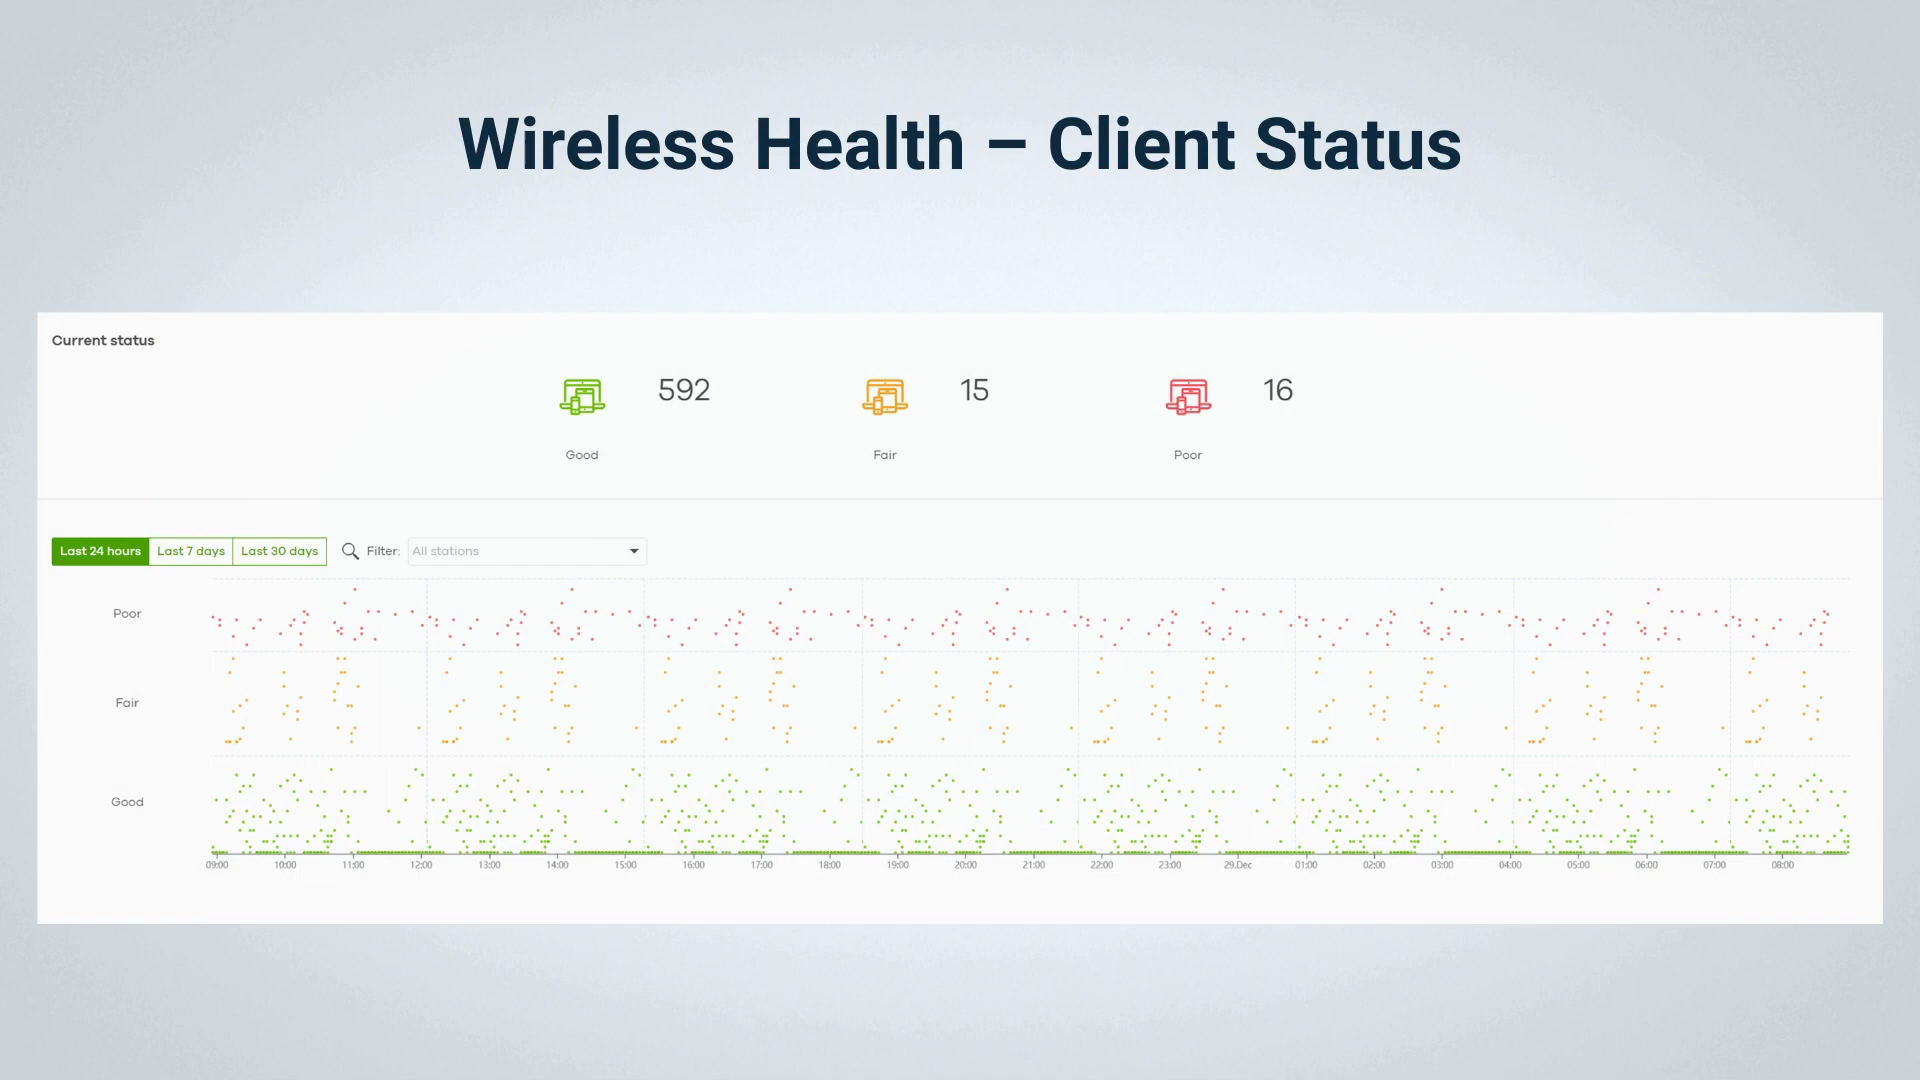 Wireless Health – Client Status
Current status
592
15
16
Good
Fair
Poor
Last 24 hours
Last 7 days
Last 30 days
Filter:
All stations
Poor
Fair
Good
09:00 10:00 11:00 12:00 13:00 14:00 15:00 16:00 17:00 18:00 19:00 20:00 21:00 22:00 23:00 29.Dec 01:00 02:00 03:00 04:00 05:00 06:00 07:00 08:00